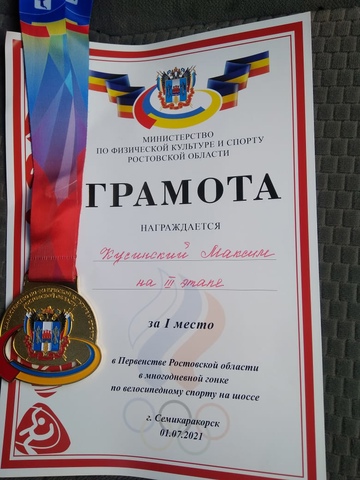 МИНИСТЕРСТВО
ПО ФИЗИЧЕСКОЙ КУЛЬТУРЕ И СПОРТУ
РОСТОВСКОЙ ОБЛАСТИ
ГРАМОТА
НАГРАЖДАЕТСЯ
Кусинский Максим
на III этапе
за I место
в Первенстве Ростовской области
в многодневной гонке
по велосипедному спорту на шоссе
г. Семикаракорск
01.07.2021